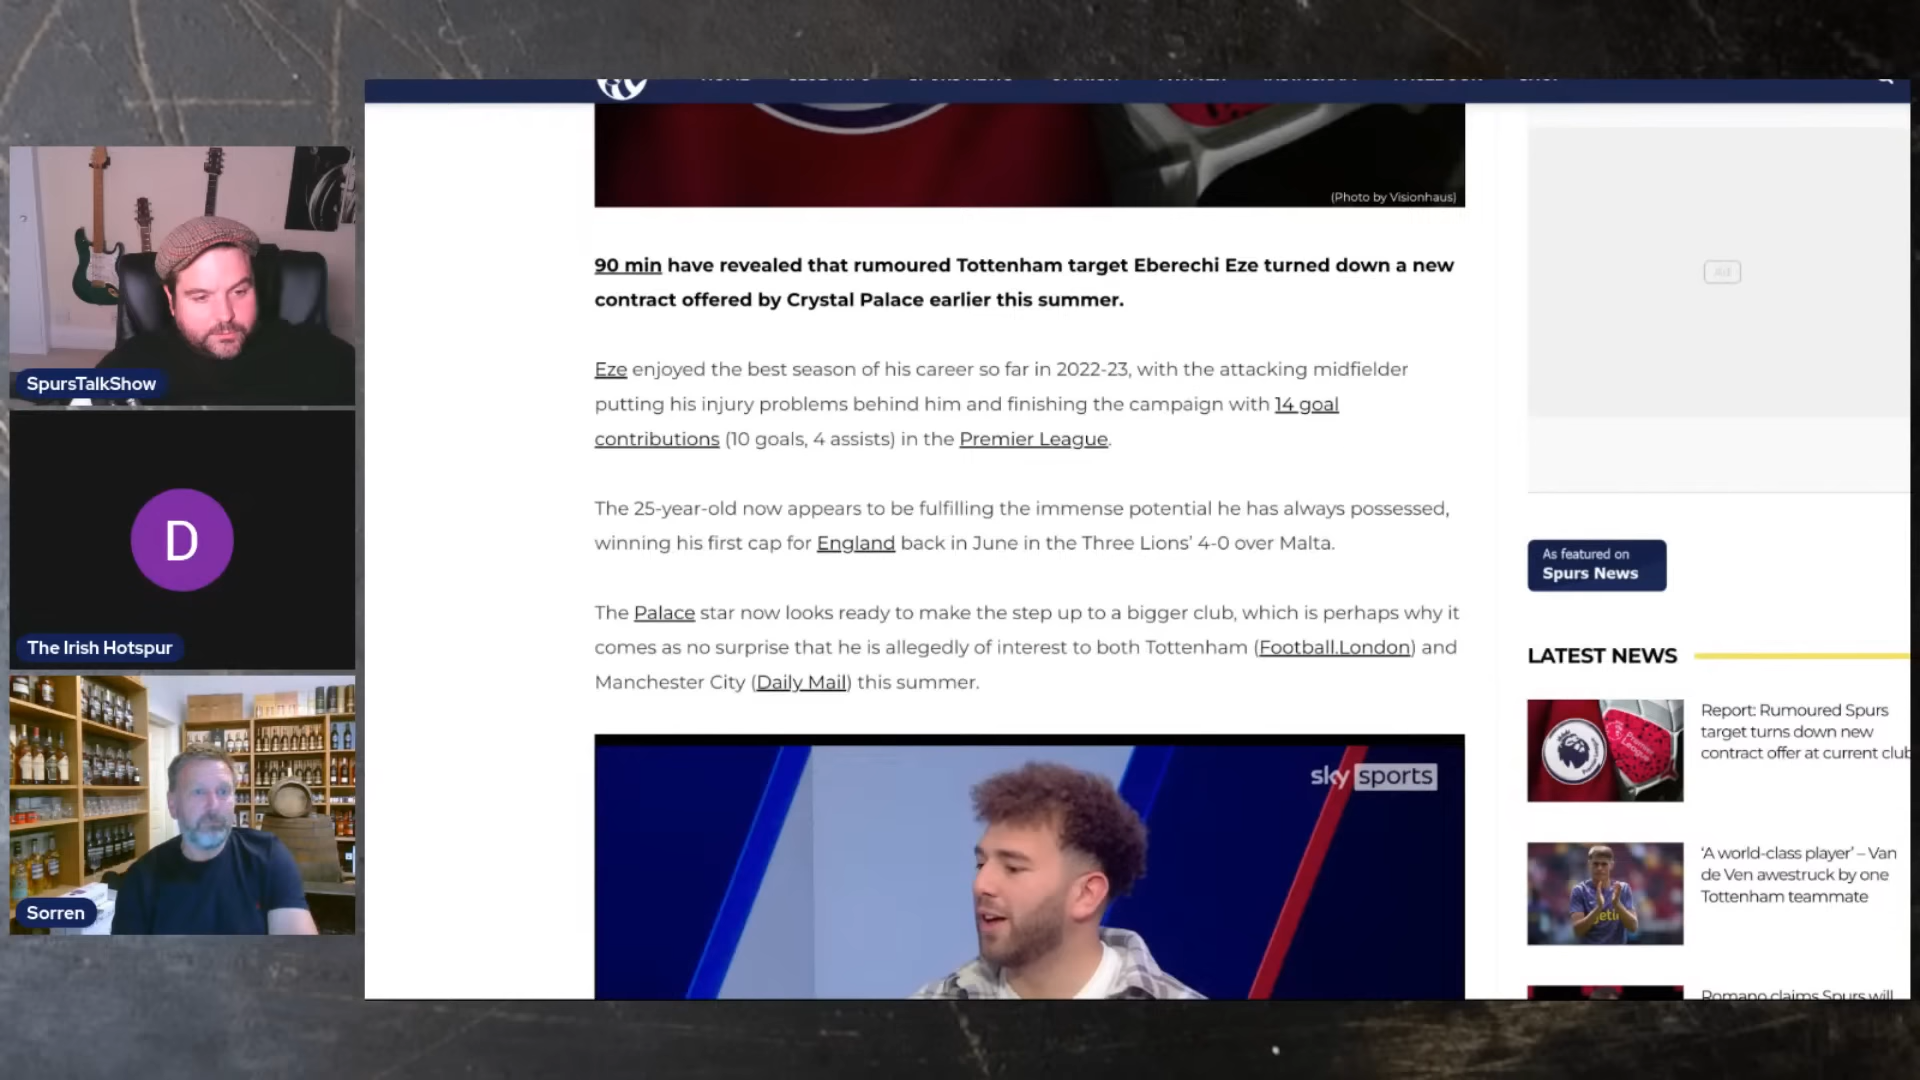 (Photo by Visionhaus)
90 min have revealed that rumoured Tottenham target Eberechi Eze turned down a new
contract offered by Crystal Palace earlier this summer.
Eze enjoyed the best season of his career so far in 2022-23, with the attacking midfielder
putting his injury problems behind him and finishing the campaign with 14 goal
contributions (10 goals, 4 assists) in the Premier League.
The 25-year-old now appears to be fulfilling the immense potential he has always possessed,
winning his first cap for England back in June in the Three Lions’ 4-0 over Malta.
The Palace star now looks ready to make the step up to a bigger club, which is perhaps why it
comes as no surprise that he is allegedly of interest to both Tottenham (Football.London) and
Manchester City (Daily Mail) this summer.
sky sports
Ad
As featured on
Spurs News
LATEST NEWS
Report: Rumoured Spurs
target turns down new
contract offer at current club
‘A world-class player’ – Van
de Ven awestruck by one
Tottenham teammate
Romano claims Spurs will
SpursTalkShow
D
The Irish Hotspur
Sorren